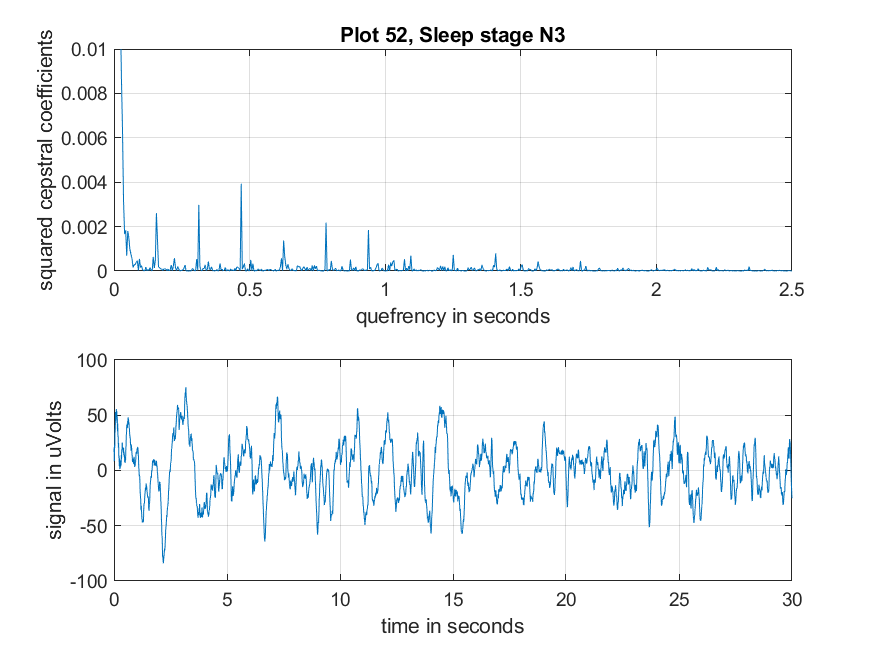 Plot 52, Sleep stage N3
squared cepstral coefficients
0.01
0.008
0.006
0.004
0.002
0
0 0.5 1 1.5 2 2.5
quefrency in seconds
signal in uVolts
100
50
0
-50
-100
0 5 10 15 20 25 30
time in seconds